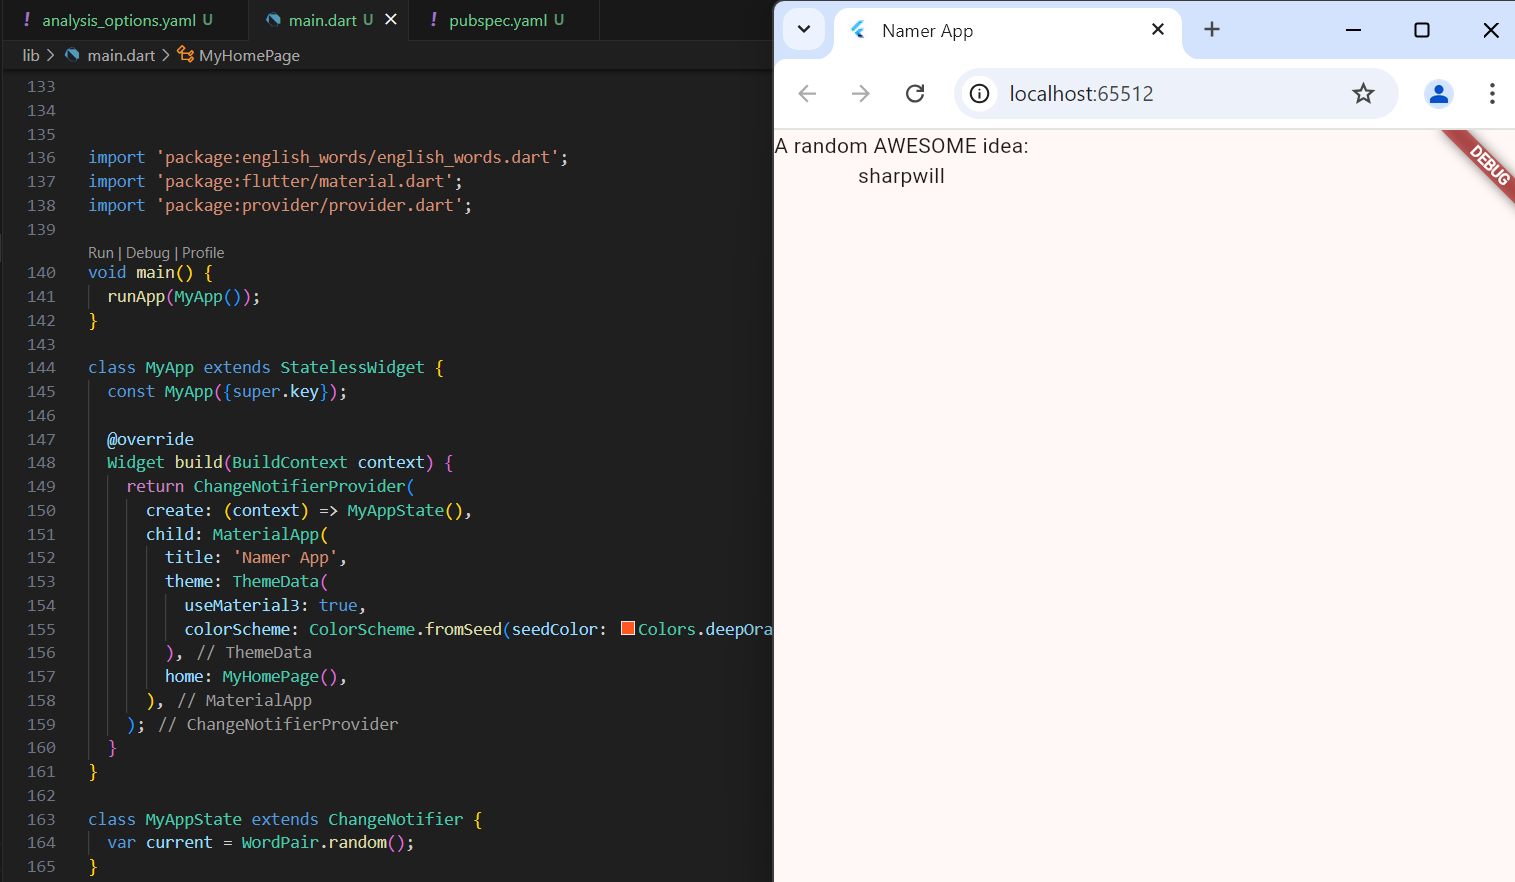 ! analysis_options.yaml U
main.dart U
! pubspec.yaml U
lib > main.dart > MyHomePage
133
134
135
136 import 'package:english_words/english_words.dart';
137 import 'package:flutter/material.dart';
138 import 'package:provider/provider.dart';
139
Run | Debug | Profile
140 void main() {
141 runApp(MyApp());
142 }
143
144 class MyApp extends StatelessWidget {
145 const MyApp({super.key});
146
147 @override
148 Widget build(BuildContext context) {
149 return ChangeNotifierProvider(
150 create: (context) => MyAppState(),
151 child: MaterialApp(
152 title: 'Namer App',
153 theme: ThemeData(
154 useMaterial3: true,
155 colorScheme: ColorScheme.fromSeed(seedColor: Colors.deepOra
156 ), // ThemeData
157 home: MyHomePage(),
158 ), // MaterialApp
159 ); // ChangeNotifierProvider
160 }
161 }
162
163 class MyAppState extends ChangeNotifier {
164 var current = WordPair.random();
165 }
Namer App
localhost:65512
A random AWESOME idea:
sharpwill
DEBUG